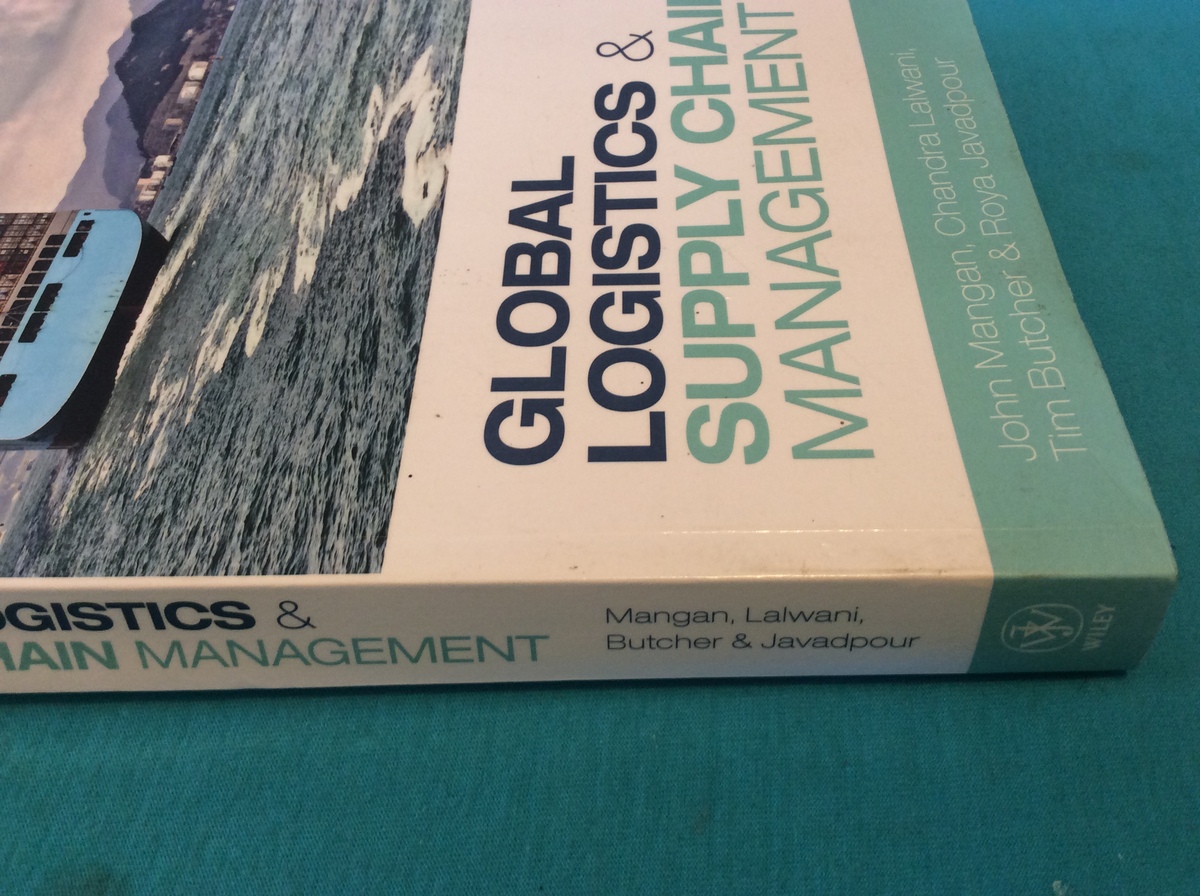 GLOBAL
LOGISTICS &
SUPPLY CHAIN
MANAGEMENT
John Mangan, Chandra Lalwani,
Tim Butcher & Roya Javadpour
OGISTICS &
HAIN MANAGEMENT
Mangan, Lalwani,
Butcher & Javadpour
WILEY